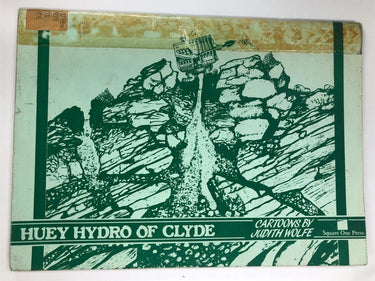 HUEY HYDRO OF CLYDE
CARTOONS BY
JUDITH WOLFE
Square One Press